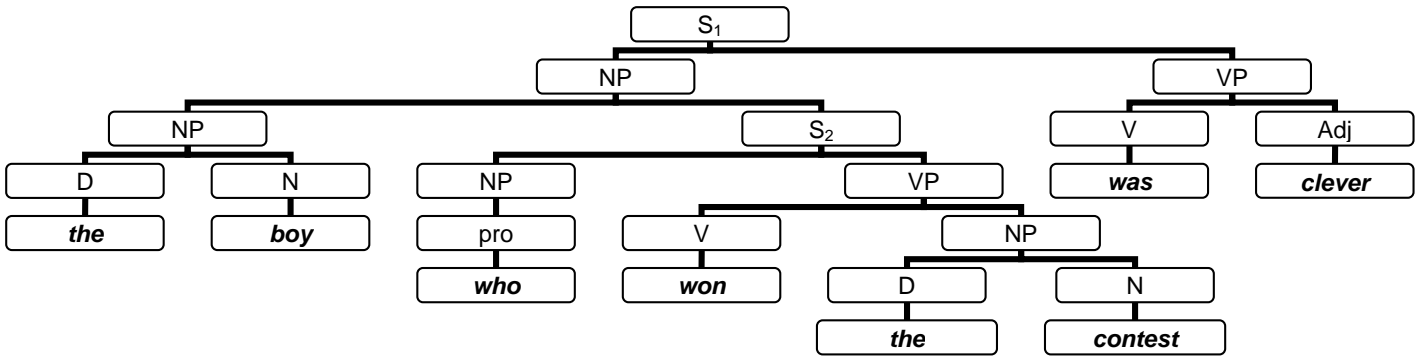 S₁
NP VP
NP S₂ V Adj
D N NP VP was clever
the boy pro V NP
who won D N
the contest